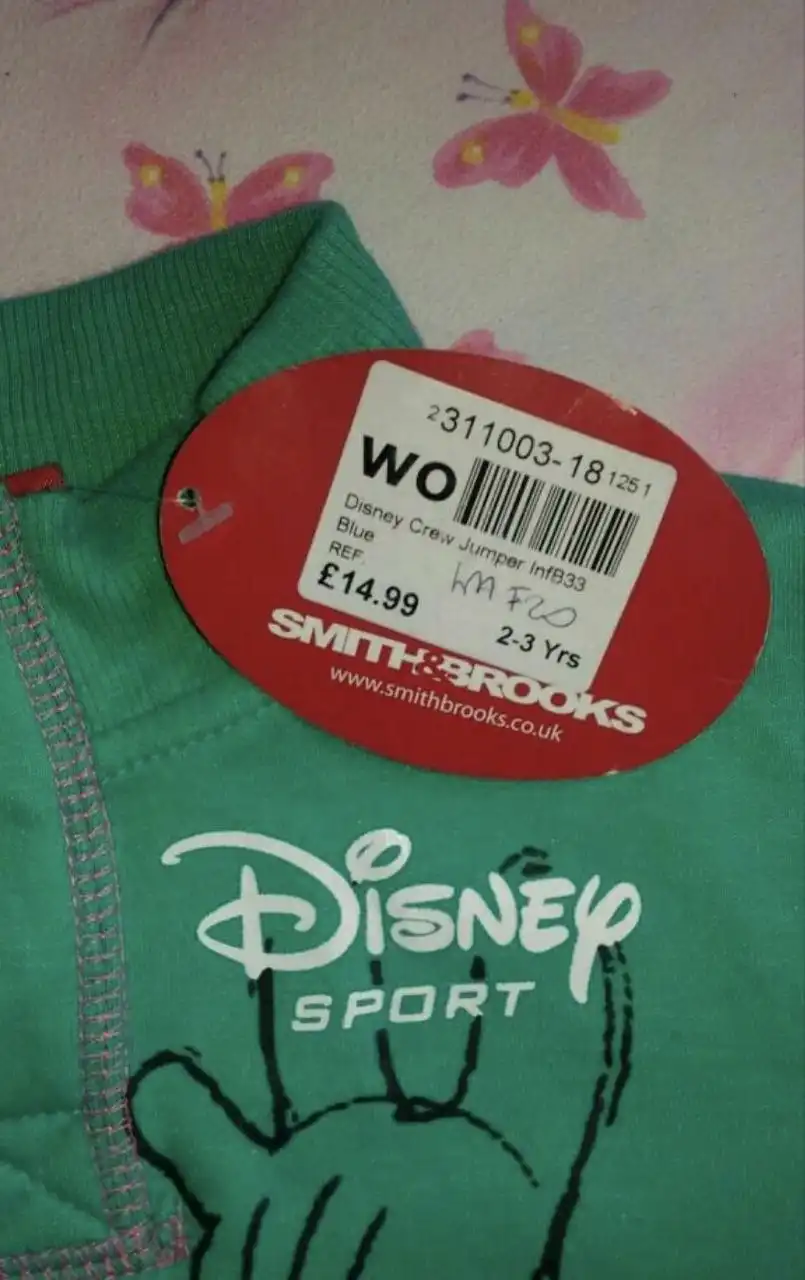 2311003-181251
WO
Disney Crew Jumper InfB33
Blue
REF.
£14.99
2-3 Yrs
SMITH&BROOKS
www.smithbrooks.co.uk
DISNEY
SPORT